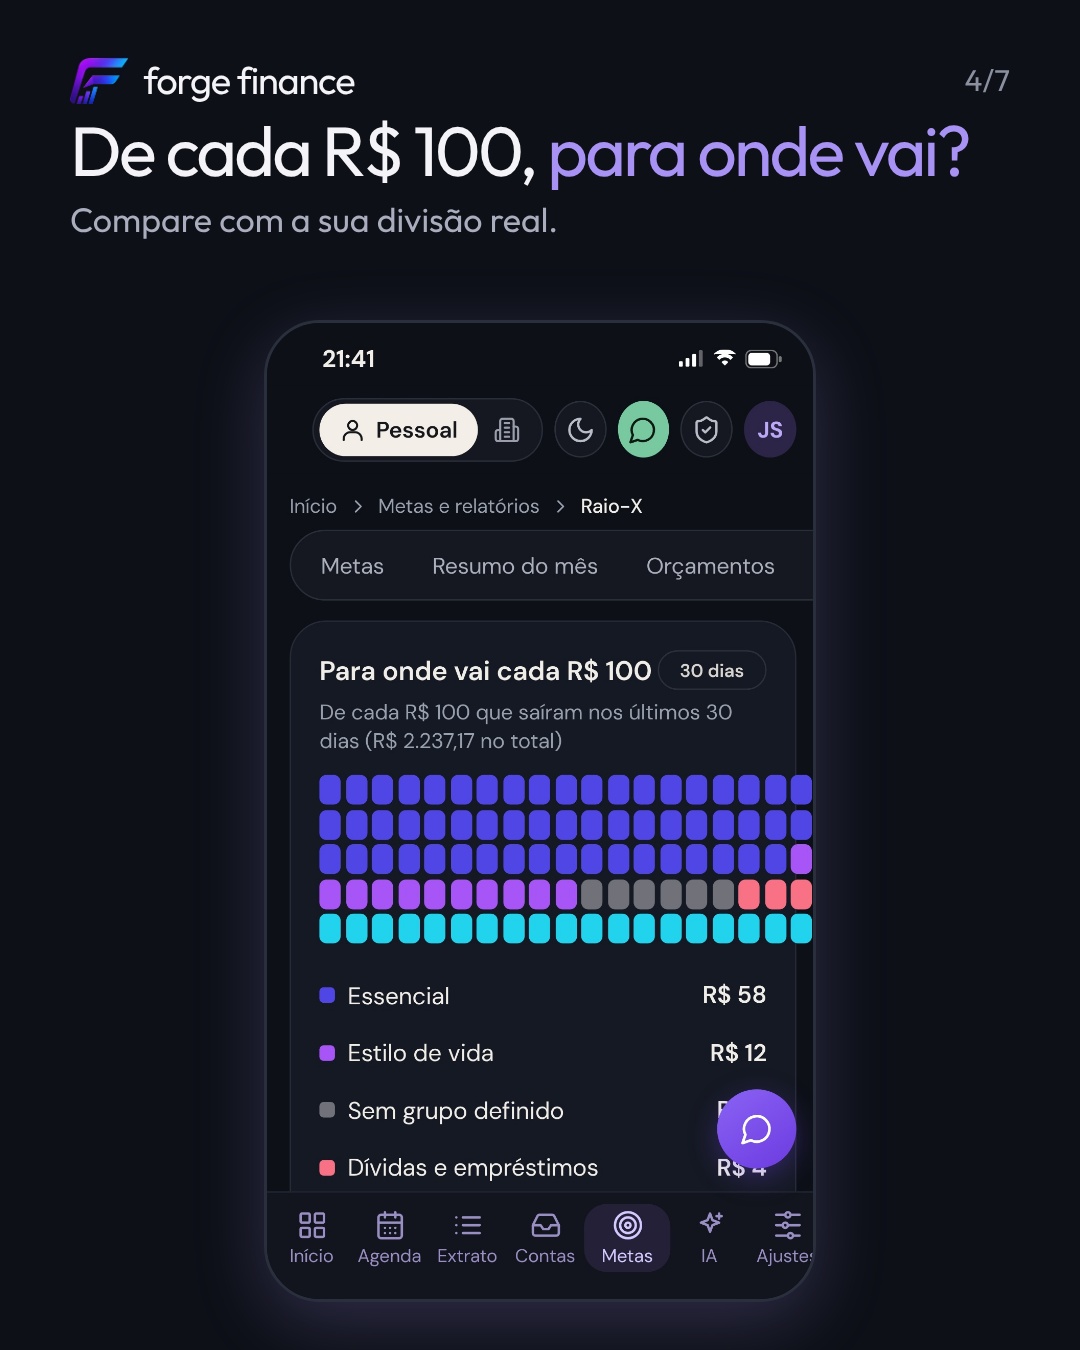 forge finance
4/7
De cada R$ 100, para onde vai?
Compare com a sua divisão real.
21:41
Pessoal
JS
Início > Metas e relatórios > Raio-X
Metas Resumo do mês Orçamentos
Para onde vai cada R$ 100
30 dias
De cada R$ 100 que saíram nos últimos 30
dias (R$ 2.237,17 no total)
Essencial R$ 58
Estilo de vida R$ 12
Sem grupo definido
Dívidas e empréstimos R$ 4
Início Agenda Extrato Contas Metas IA Ajustes